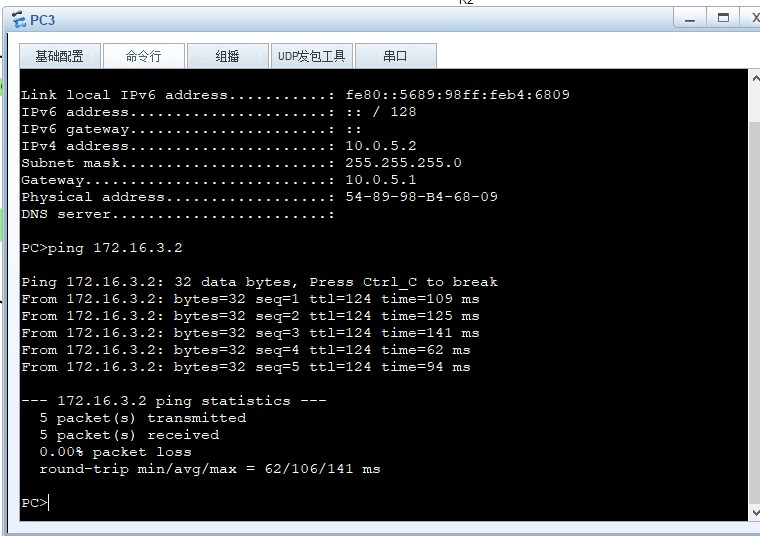 R2
PC3
基础配置 命令行 组播 UDP发包工具 串口
Link local IPv6 address...........: fe80::5689:98ff:feb4:6809
IPv6 address......................: :: / 128
IPv6 gateway......................: ::
IPv4 address......................: 10.0.5.2
Subnet mask.......................: 255.255.255.0
Gateway...........................: 10.0.5.1
Physical address..................: 54-89-98-B4-68-09
DNS server........................:
PC>ping 172.16.3.2
Ping 172.16.3.2: 32 data bytes, Press Ctrl_C to break
From 172.16.3.2: bytes=32 seq=1 ttl=124 time=109 ms
From 172.16.3.2: bytes=32 seq=2 ttl=124 time=125 ms
From 172.16.3.2: bytes=32 seq=3 ttl=124 time=141 ms
From 172.16.3.2: bytes=32 seq=4 ttl=124 time=62 ms
From 172.16.3.2: bytes=32 seq=5 ttl=124 time=94 ms
--- 172.16.3.2 ping statistics ---
5 packet(s) transmitted
5 packet(s) received
0.00% packet loss
round-trip min/avg/max = 62/106/141 ms
PC>